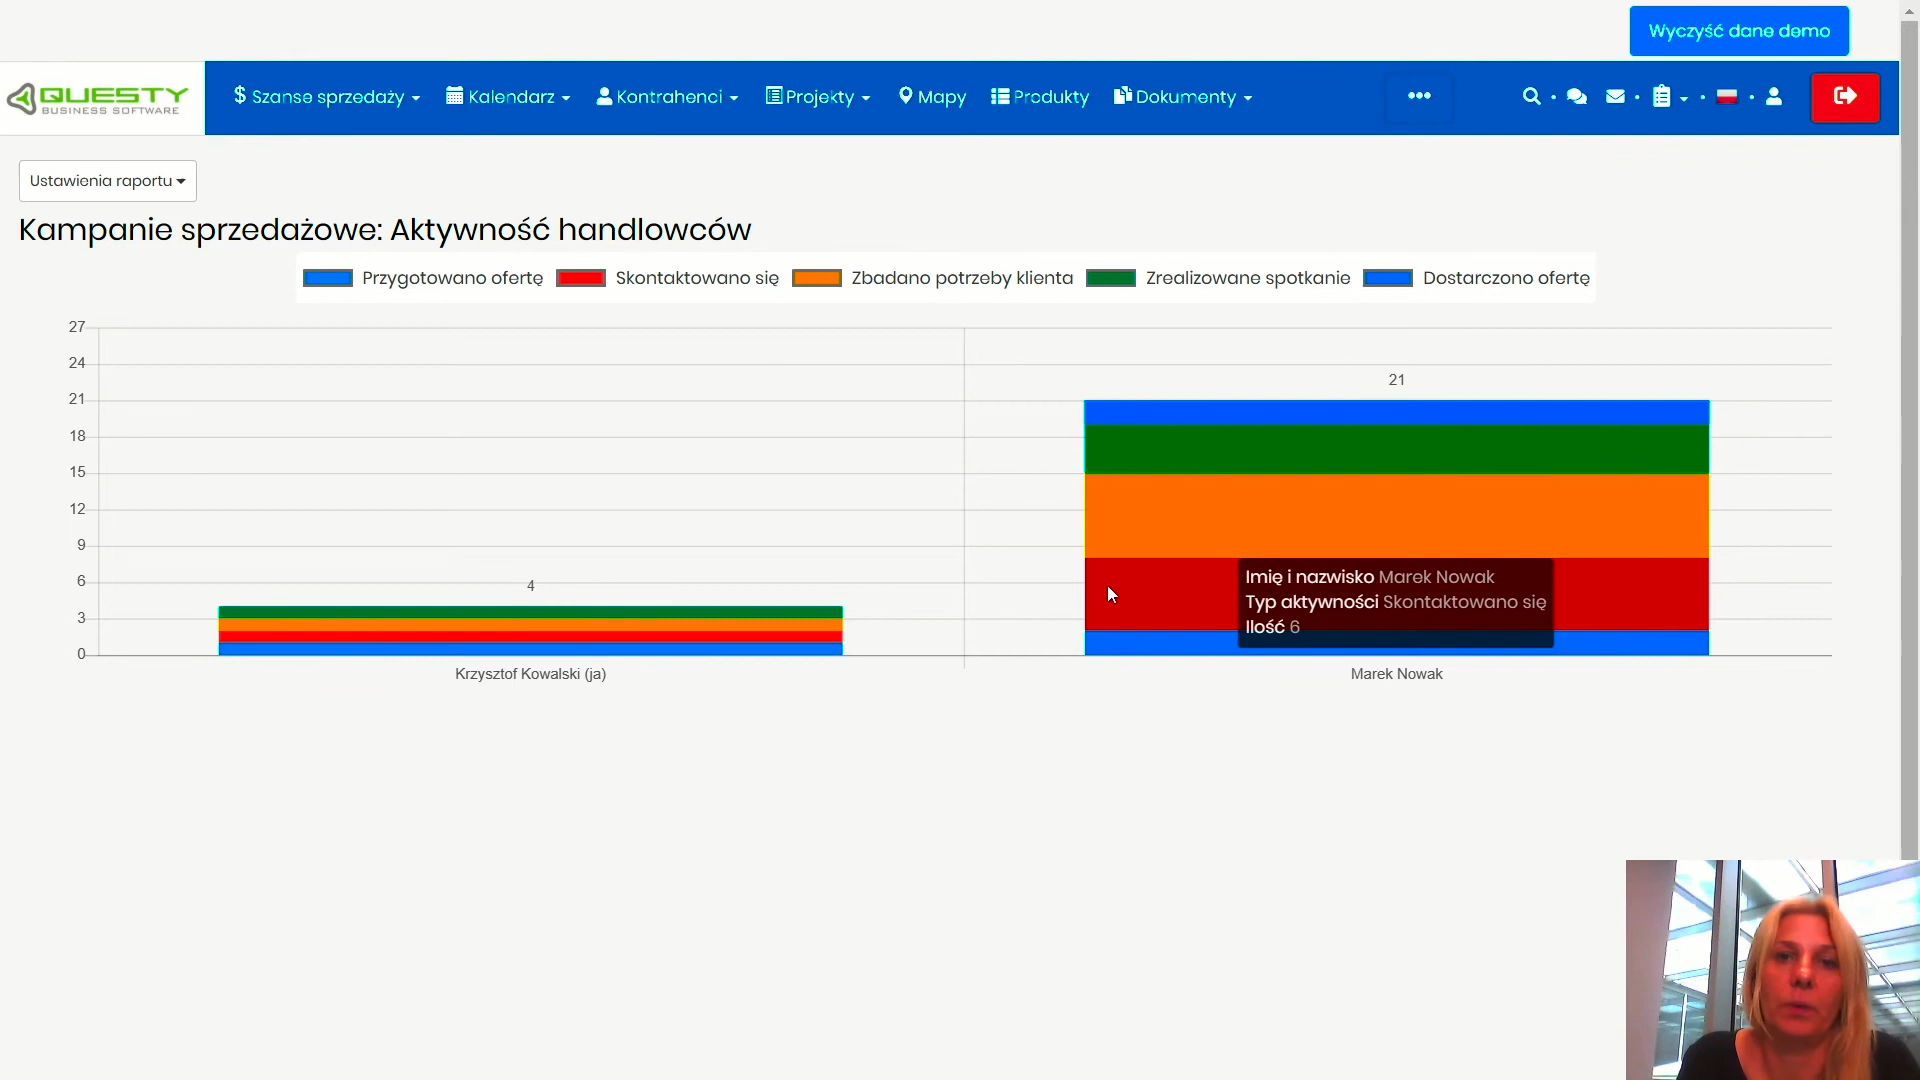 Wyczyść dane demo
QUESTY
BUSINESS SOFTWARE
$ Szanse sprzedaży
Kalendarz
Kontrahenci
Projekty
Mapy
Produkty
Dokumenty
•••
Ustawienia raportu
Kampanie sprzedażowe: Aktywność handlowców
Przygotowano ofertę
Skontaktowano się
Zbadano potrzeby klienta
Zrealizowane spotkanie
Dostarczono ofertę
27
24
21
18
15
12
9
6
3
0
4
21
Imię i nazwisko Marek Nowak
Typ aktywności Skontaktowano się
Ilość 6
Krzysztof Kowalski (ja)
Marek Nowak